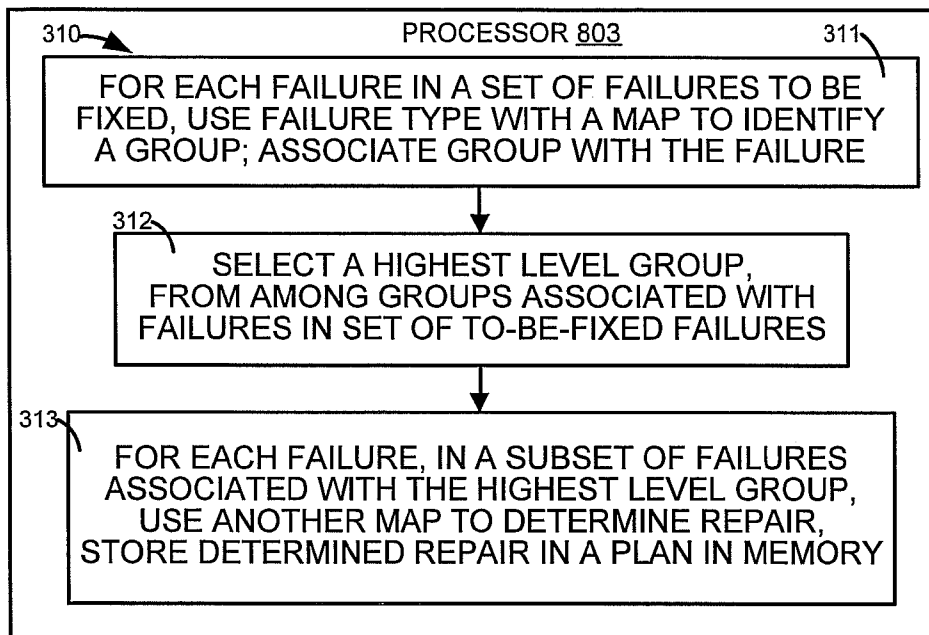 310
PROCESSOR 803
311
FOR EACH FAILURE IN A SET OF FAILURES TO BE
FIXED, USE FAILURE TYPE WITH A MAP TO IDENTIFY
A GROUP; ASSOCIATE GROUP WITH THE FAILURE
312
SELECT A HIGHEST LEVEL GROUP,
FROM AMONG GROUPS ASSOCIATED WITH
FAILURES IN SET OF TO-BE-FIXED FAILURES
313
FOR EACH FAILURE, IN A SUBSET OF FAILURES
ASSOCIATED WITH THE HIGHEST LEVEL GROUP,
USE ANOTHER MAP TO DETERMINE REPAIR,
STORE DETERMINED REPAIR IN A PLAN IN MEMORY